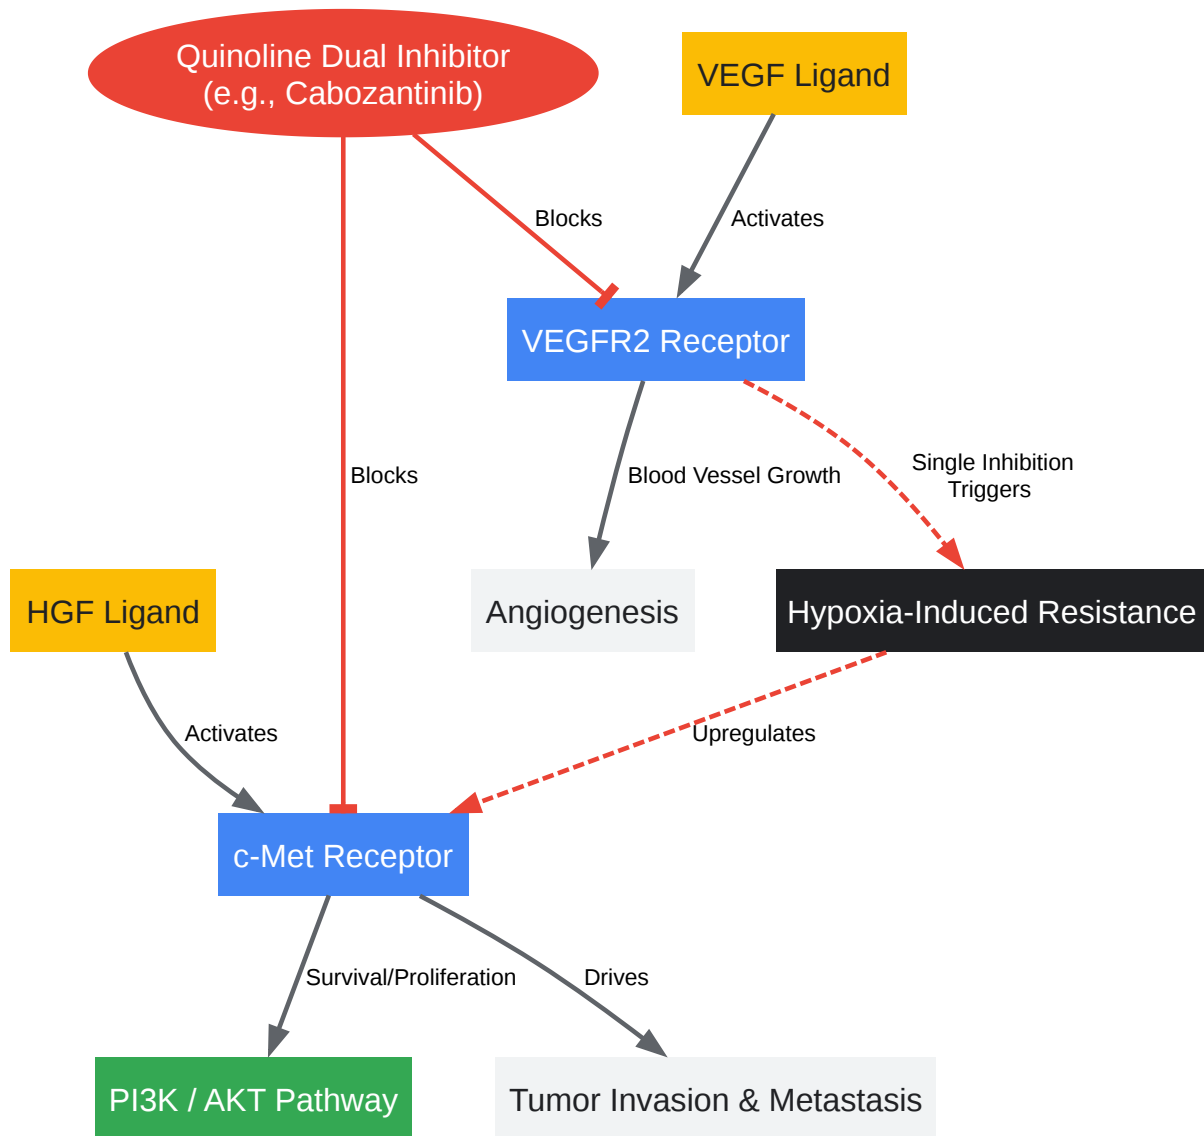 Quinoline Dual Inhibitor
(e.g., Cabozantinib)
VEGF Ligand
Blocks
Activates
VEGFR2 Receptor
Blocks
Blood Vessel Growth
Single Inhibition
Triggers
HGF Ligand
Angiogenesis
Hypoxia-Induced Resistance
Activates
Upregulates
c-Met Receptor
Survival/Proliferation
Drives
PI3K / AKT Pathway
Tumor Invasion & Metastasis